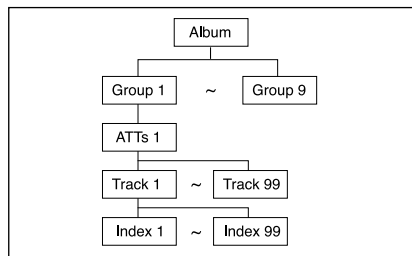 Album
Group 1 ~ Group 9
ATTs 1
Track 1 ~ Track 99
Index 1 ~ Index 99